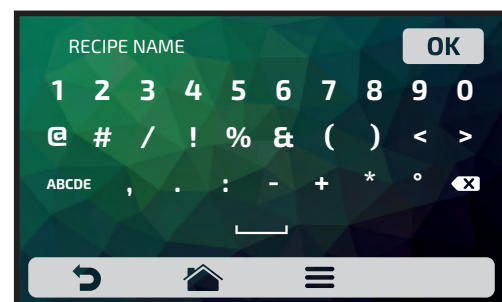 RECIPE NAME OK
1 2 3 4 5 6 7 8 9 0
@ # / ! % & ( ) < >
ABCDE , . : - + * °